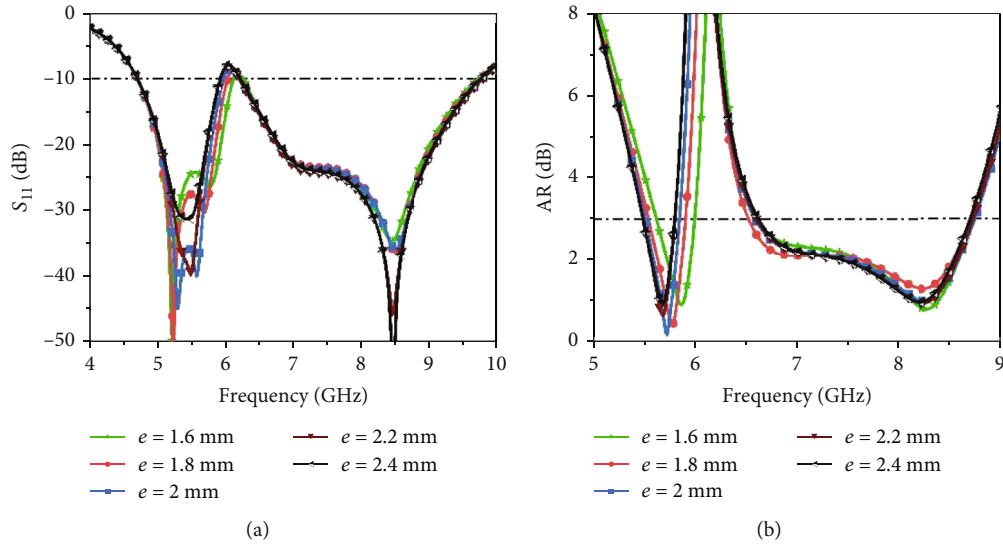 0
–10
–20
–30
–40
–50
S11 (dB)
4 5 6 7 8 9 10
Frequency (GHz)
e = 1.6 mm
e = 1.8 mm
e = 2 mm
e = 2.2 mm
e = 2.4 mm
(a)
8
6
4
2
0
AR (dB)
5 6 7 8 9
Frequency (GHz)
e = 1.6 mm
e = 1.8 mm
e = 2 mm
e = 2.2 mm
e = 2.4 mm
(b)